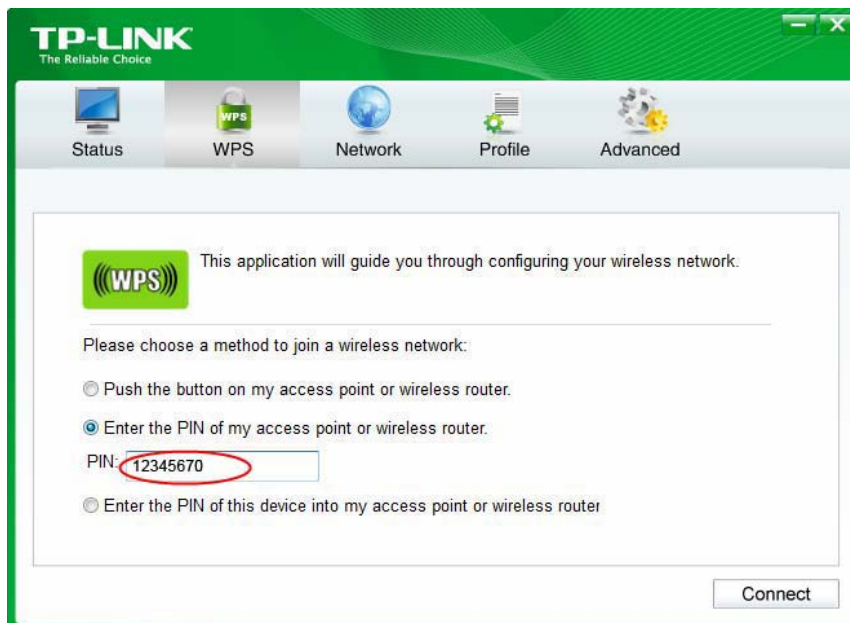 TP-LINK
The Reliable Choice
Status WPS Network Profile Advanced
WPS
(((WPS)))
This application will guide you through configuring your wireless network.
Please choose a method to join a wireless network:
Push the button on my access point or wireless router.
Enter the PIN of my access point or wireless router.
PIN: 12345670
Enter the PIN of this device into my access point or wireless router
Connect